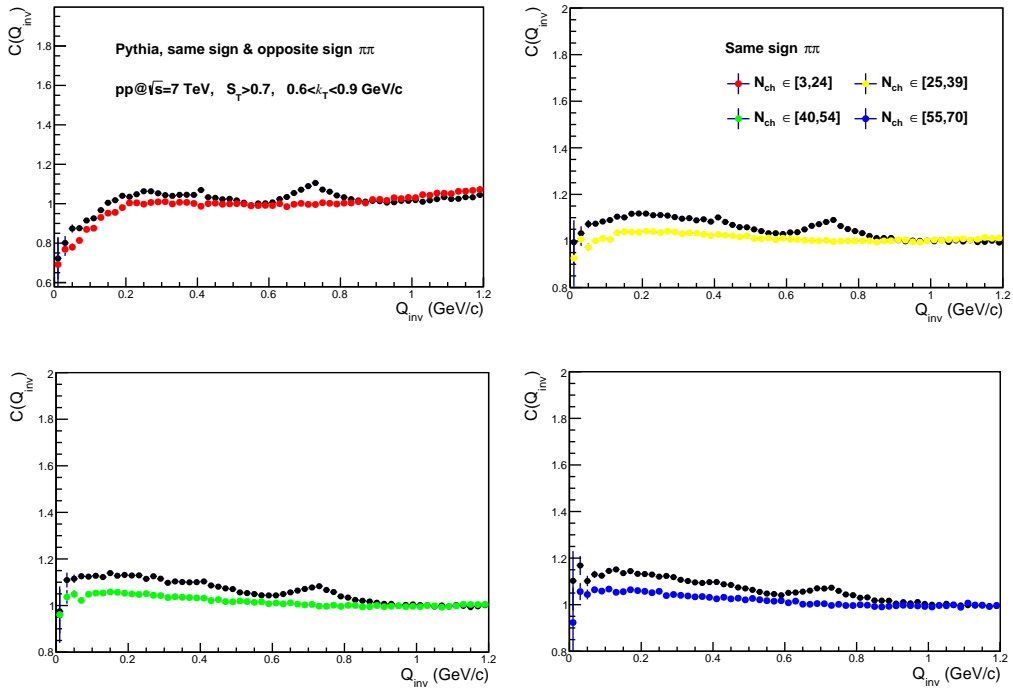 C(Q_inv)
1.8
1.6
1.4
1.2
1
0.8
0.6
Pythia, same sign & opposite sign ππ
pp@√s=7 TeV, S_T>0.7, 0.6<k_T<0.9 GeV/c
0 0.2 0.4 0.6 0.8 1 1.2
Q_inv (GeV/c)
C(Q_inv)
2
1.8
1.6
1.4
1.2
1
0.8
Same sign ππ
N_ch ∈ [3,24] N_ch ∈ [25,39]
N_ch ∈ [40,54] N_ch ∈ [55,70]
0 0.2 0.4 0.6 0.8 1 1.2
Q_inv (GeV/c)
C(Q_inv)
2
1.8
1.6
1.4
1.2
1
0.8
0 0.2 0.4 0.6 0.8 1 1.2
Q_inv (GeV/c)
C(Q_inv)
2
1.8
1.6
1.4
1.2
1
0.8
0 0.2 0.4 0.6 0.8 1 1.2
Q_inv (GeV/c)